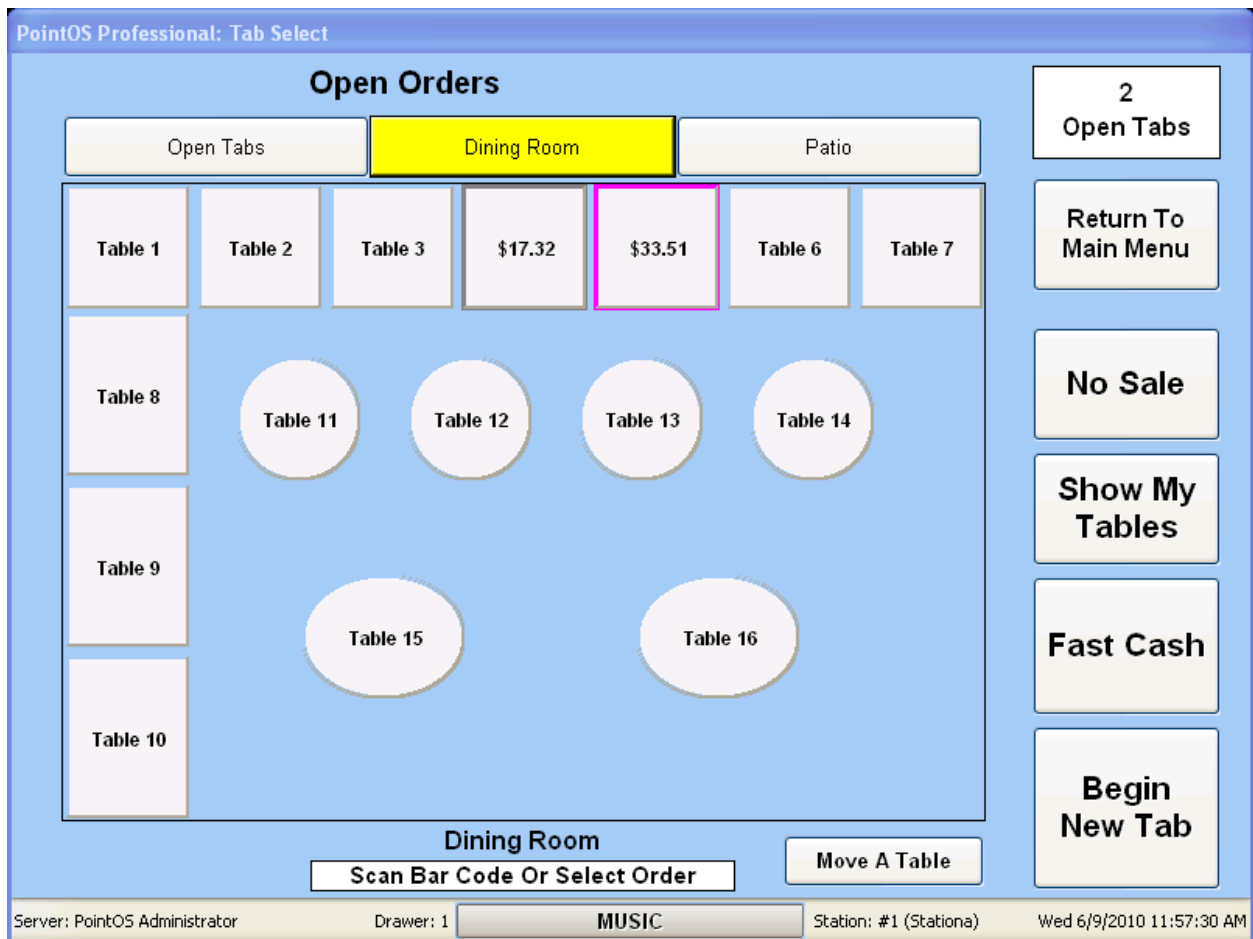 PointOS Professional: Tab Select
Open Orders
2
Open Tabs
Open Tabs
Dining Room
Patio
Table 1
Table 2
Table 3
$17.32
$33.51
Table 6
Table 7
Return To
Main Menu
Table 8
Table 11
Table 12
Table 13
Table 14
No Sale
Show My
Tables
Table 9
Table 15
Table 16
Fast Cash
Table 10
Begin
New Tab
Dining Room
Scan Bar Code Or Select Order
Move A Table
Server: PointOS Administrator
Drawer: 1
MUSIC
Station: #1 (Stationa)
Wed 6/9/2010 11:57:30 AM